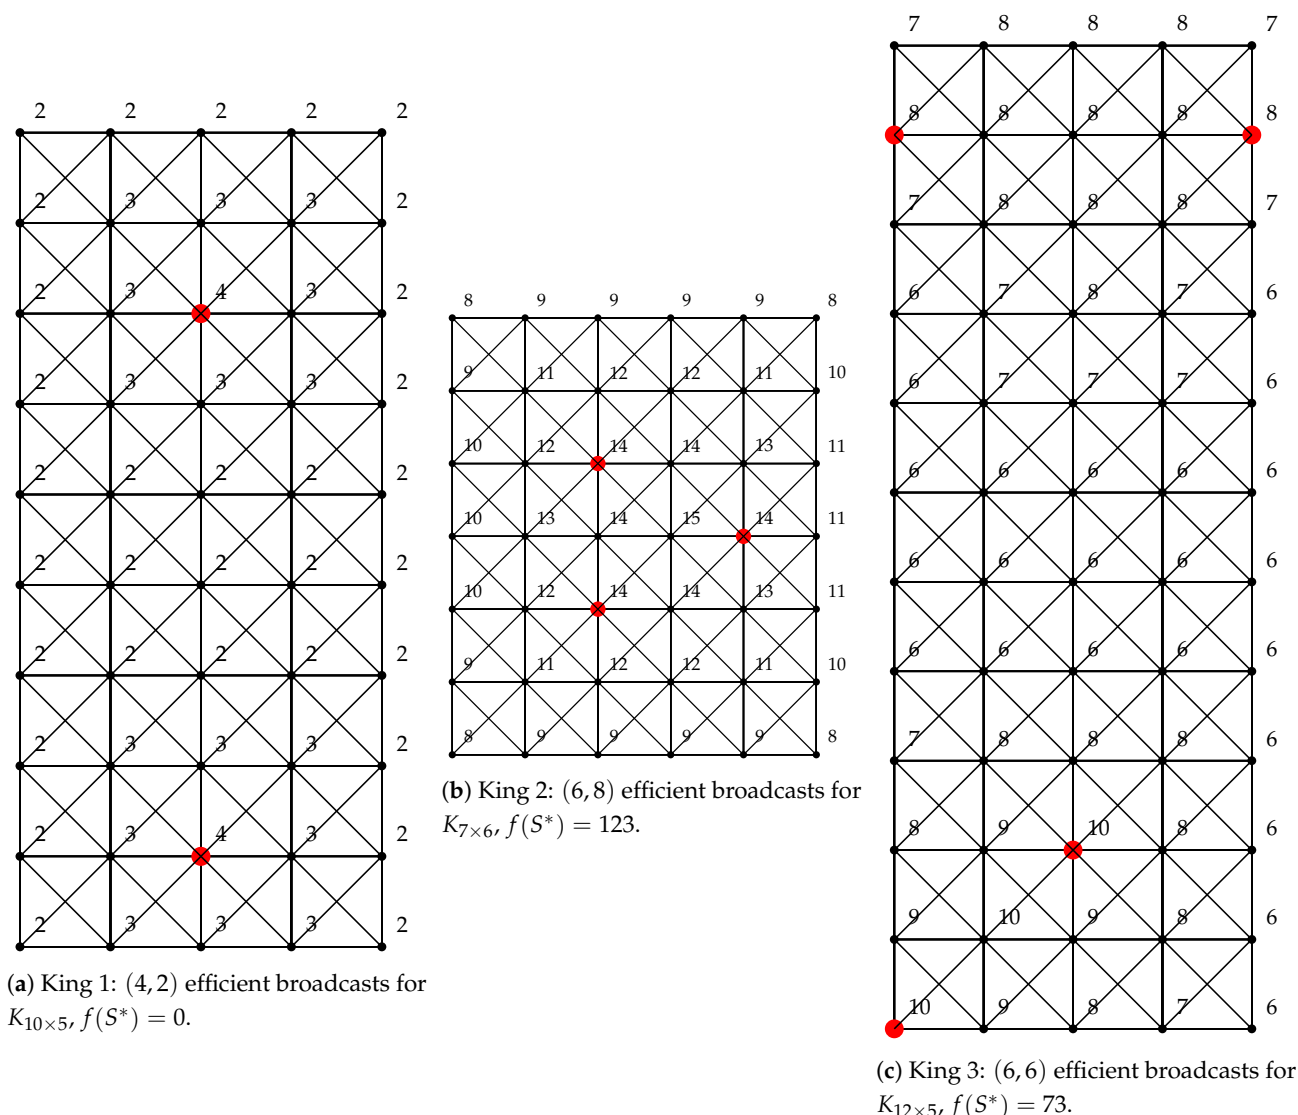 2 2 2 2 2
2 3 3 3 2
2 3 4 3 2
2 3 3 3 2
2 2 2 2 2
2 2 2 2 2
2 2 2 2 2
2 3 3 3 2
2 3 4 3 2
2 3 3 3 2
(a) King 1: (4, 2) efficient broadcasts for
K10×5, f(S*) = 0.
8 9 9 9 9 8
9 11 12 12 11 10
10 12 14 14 13 11
10 13 14 15 14 11
10 12 14 14 13 11
9 11 12 12 11 10
8 9 9 9 9 8
(b) King 2: (6, 8) efficient broadcasts for
K7×6, f(S*) = 123.
7 8 8 8 7
8 8 8 8 8
7 8 8 8 7
6 7 8 7 6
6 7 7 7 6
6 6 6 6 6
6 6 6 6 6
6 6 6 6 6
7 8 8 8 6
8 9 10 8 6
9 10 9 8 6
10 9 8 7 6
(c) King 3: (6, 6) efficient broadcasts for
K12×5, f(S*) = 73.